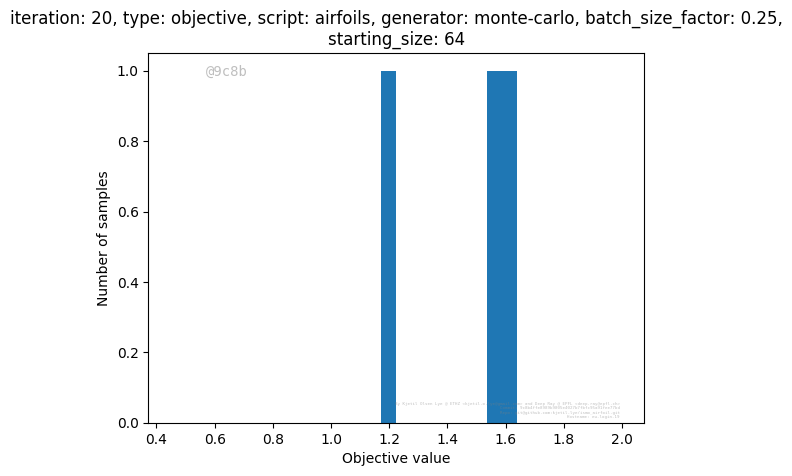 iteration: 20, type: objective, script: airfoils, generator: monte-carlo, batch_size_factor: 0.25,
starting_size: 64
@9c8b
1.0
0.8
0.6
0.4
0.2
0.0
Number of samples
0.4 0.6 0.8 1.0 1.2 1.4 1.6 1.8 2.0
Objective value